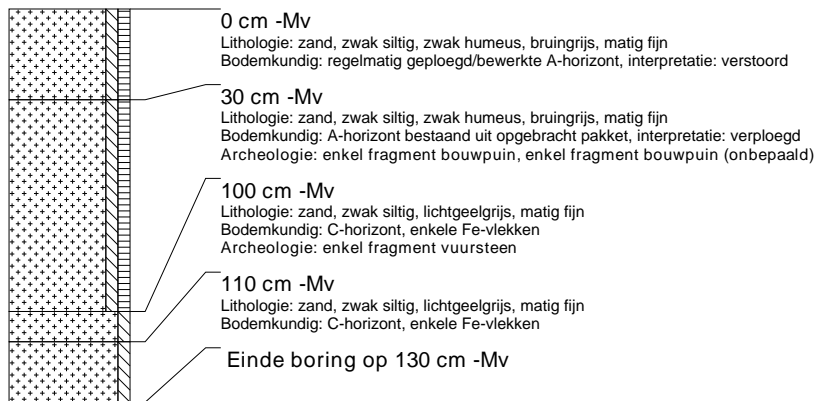 0 cm -Mv
Lithologie: zand, zwak siltig, zwak humeus, bruingrijs, matig fijn
Bodemkundig: regelmatig geploegd/bewerkte A-horizont, interpretatie: verstoord
30 cm -Mv
Lithologie: zand, zwak siltig, zwak humeus, bruingrijs, matig fijn
Bodemkundig: A-horizont bestaand uit opgebracht pakket, interpretatie: verploegd
Archeologie: enkel fragment bouwpuin, enkel fragment bouwpuin (onbepaald)
100 cm -Mv
Lithologie: zand, zwak siltig, lichtgeelgrijs, matig fijn
Bodemkundig: C-horizont, enkele Fe-vlekken
Archeologie: enkel fragment vuursteen
110 cm -Mv
Lithologie: zand, zwak siltig, lichtgeelgrijs, matig fijn
Bodemkundig: C-horizont, enkele Fe-vlekken
Einde boring op 130 cm -Mv